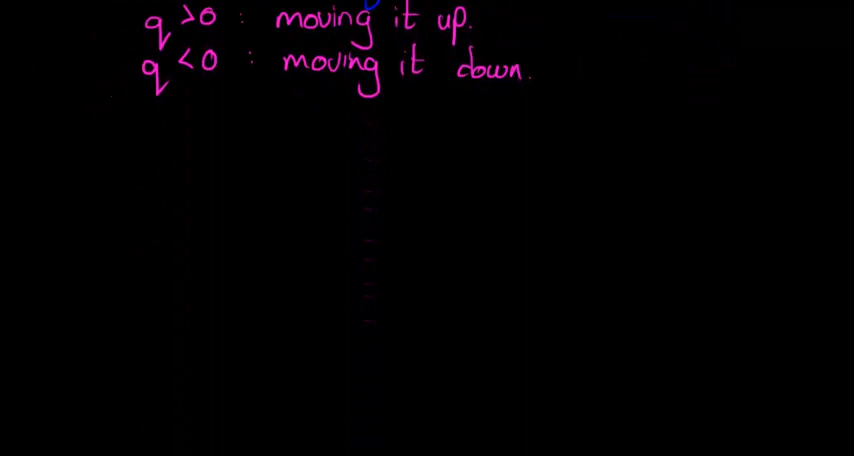 q > 0 : moving it up.
q < 0 : moving it down.